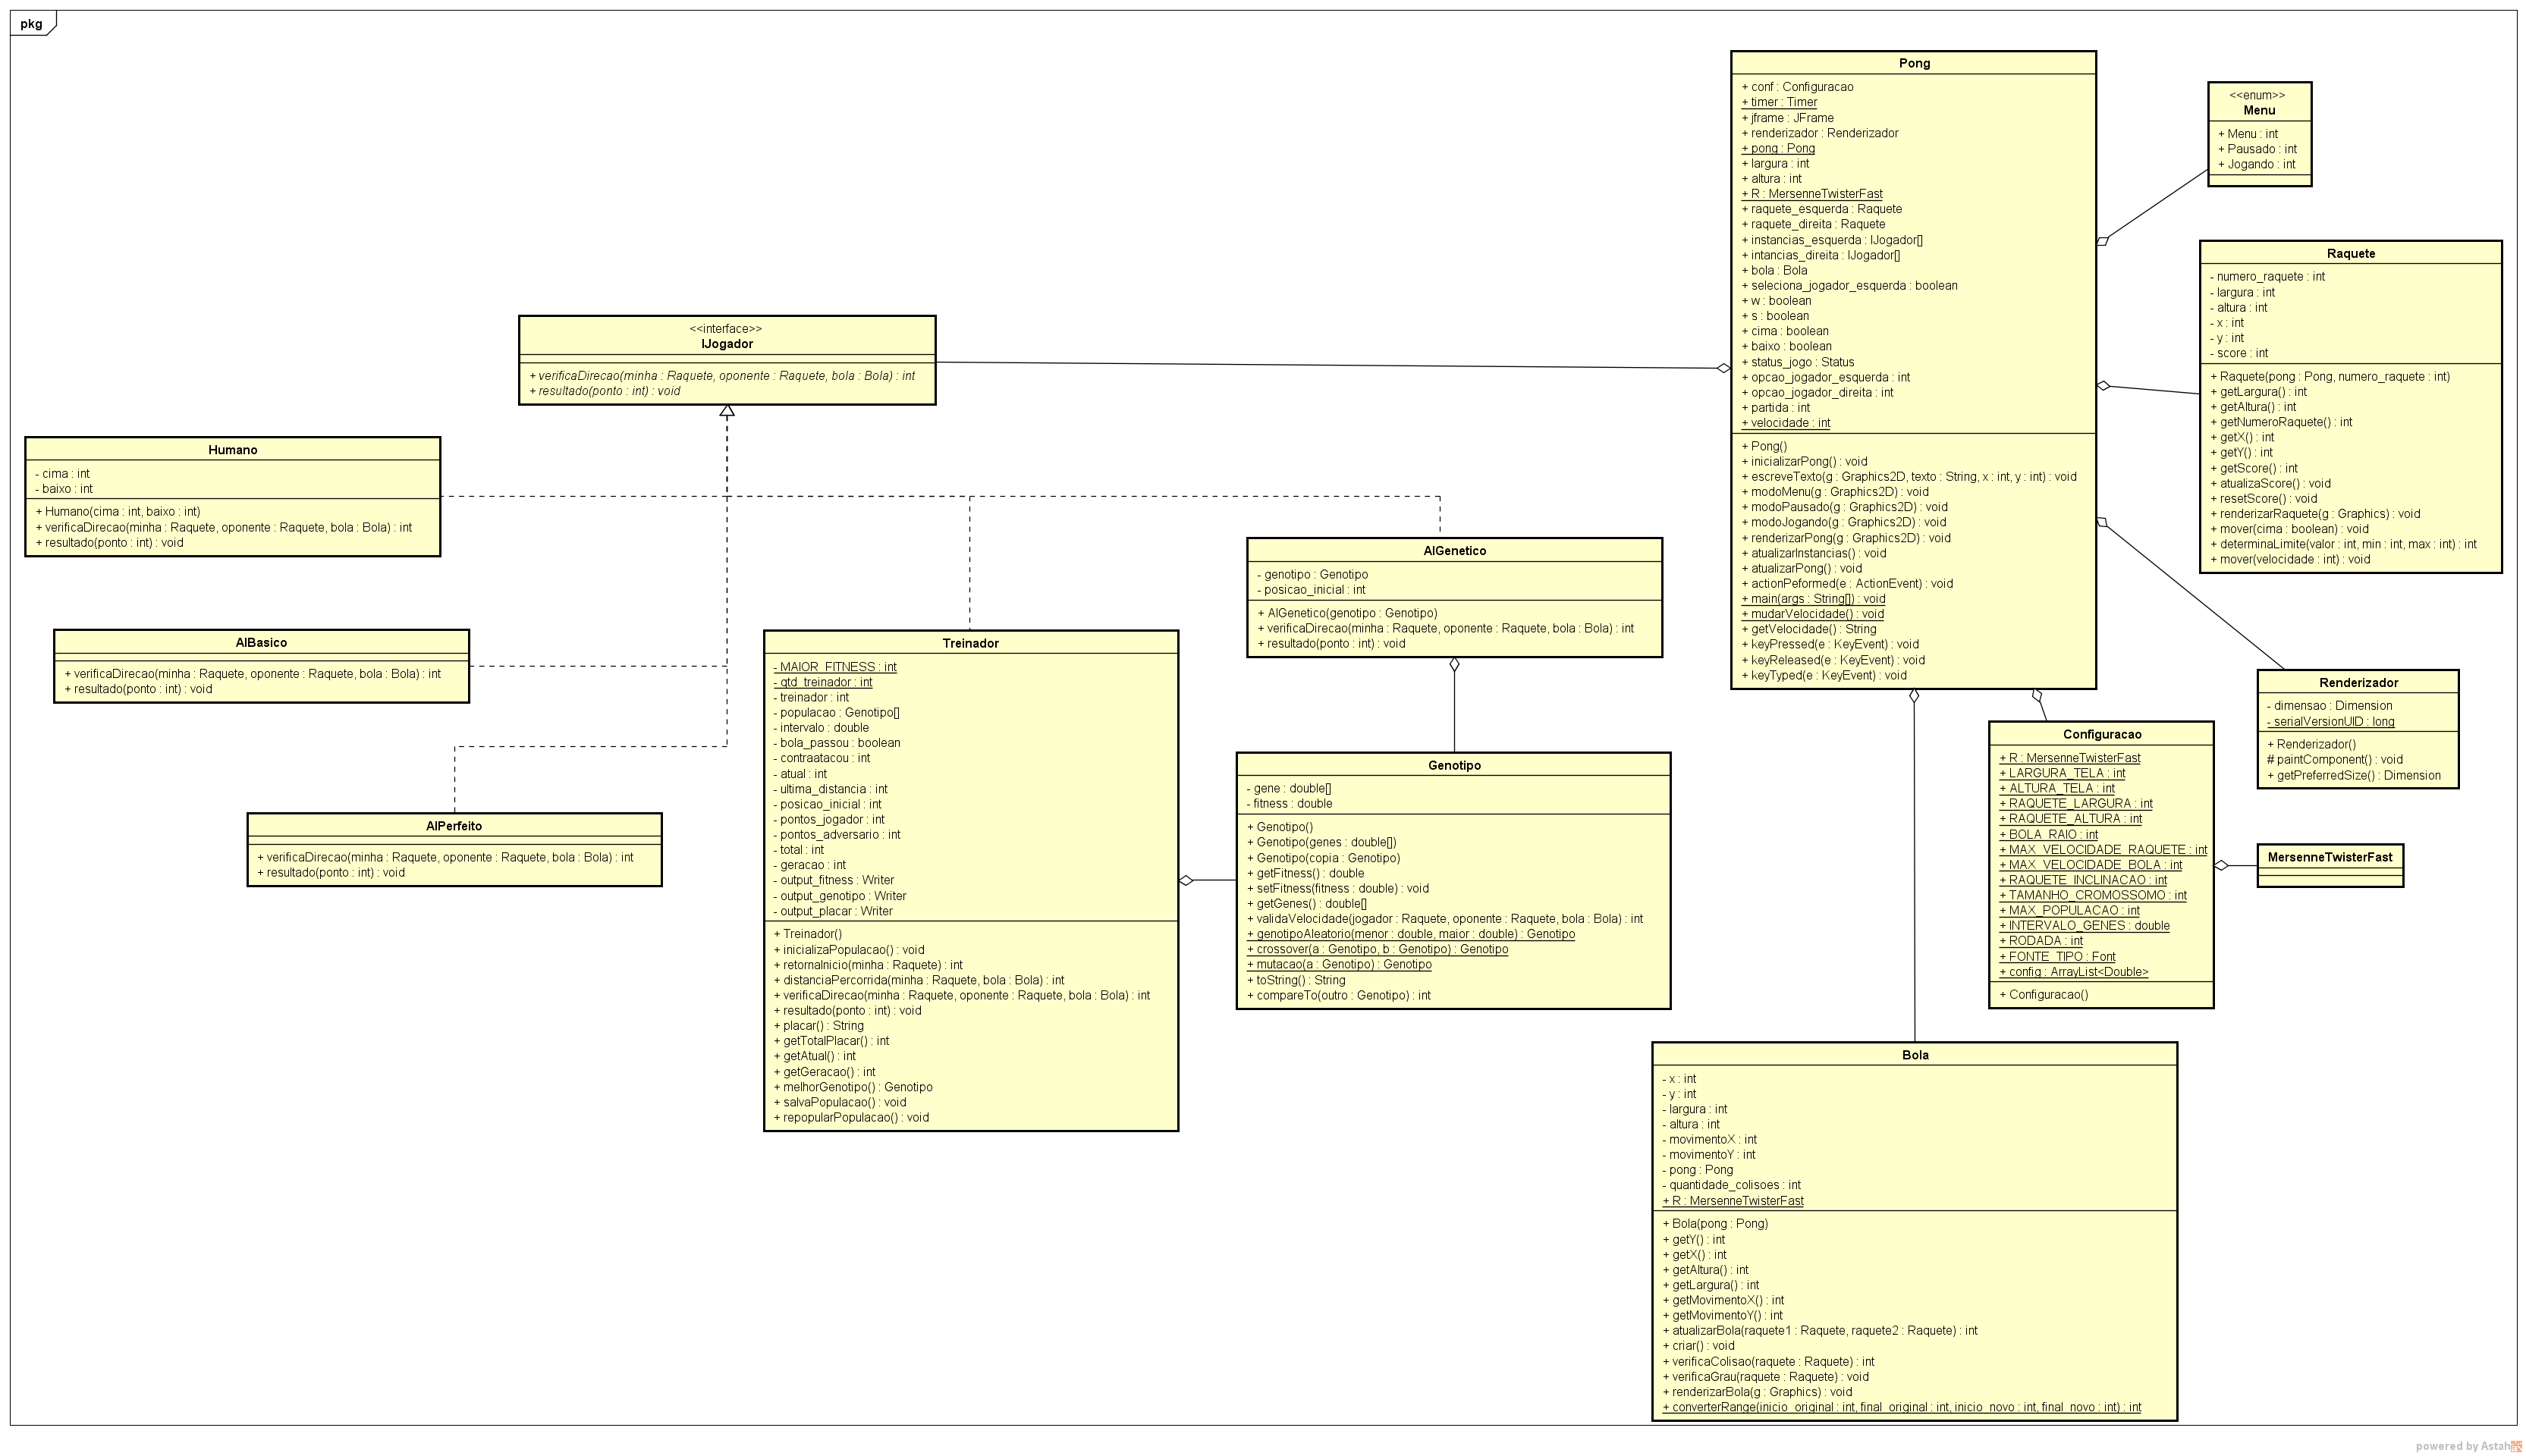 pkg
Pong
+ conf : Configuracao
+ timer : Timer
+ jframe : JFrame
+ renderizador : Renderizador
+ pong : Pong
+ largura : int
+ altura : int
+ R : MersenneTwisterFast
+ raquete_esquerda : Raquete
+ raquete_direita : Raquete
+ instancias_esquerda : IJogador[]
+ intancias_direita : IJogador[]
+ bola : Bola
+ seleciona_jogador_esquerda : boolean
+ w : boolean
+ s : boolean
+ cima : boolean
+ baixo : boolean
+ status_jogo : Status
+ opcao_jogador_esquerda : int
+ opcao_jogador_direita : int
+ partida : int
+ velocidade : int
+ Pong()
+ inicializarPong() : void
+ escreveTexto(g : Graphics2D, texto : String, x : int, y : int) : void
+ modoMenu(g : Graphics2D) : void
+ modoPausado(g : Graphics2D) : void
+ modoJogando(g : Graphics2D) : void
+ renderizarPong(g : Graphics2D) : void
+ atualizarInstancias() : void
+ atualizarPong() : void
+ actionPeformed(e : ActionEvent) : void
+ main(args : String[]) : void
+ mudarVelocidade() : void
+ getVelocidade() : String
+ keyPressed(e : KeyEvent) : void
+ keyReleased(e : KeyEvent) : void
+ keyTyped(e : KeyEvent) : void
<<enum>>
Menu
+ Menu : int
+ Pausado : int
+ Jogando : int
Raquete
- numero_raquete : int
- largura : int
- altura : int
- x : int
- y : int
- score : int
+ Raquete(pong : Pong, numero_raquete : int)
+ getLargura() : int
+ getAltura() : int
+ getNumeroRaquete() : int
+ getX() : int
+ getY() : int
+ getScore() : int
+ atualizaScore() : void
+ resetScore() : void
+ renderizarRaquete(g : Graphics) : void
+ mover(cima : boolean) : void
+ determinaLimite(valor : int, min : int, max : int) : int
+ mover(velocidade : int) : void
<<interface>>
IJogador
+ verificaDirecao(minha : Raquete, oponente : Raquete, bola : Bola) : int
+ resultado(ponto : int) : void
Humano
- cima : int
- baixo : int
+ Humano(cima : int, baixo : int)
+ verificaDirecao(minha : Raquete, oponente : Raquete, bola : Bola) : int
+ resultado(ponto : int) : void
AIBasico
+ verificaDirecao(minha : Raquete, oponente : Raquete, bola : Bola) : int
+ resultado(ponto : int) : void
AIPerfeito
+ verificaDirecao(minha : Raquete, oponente : Raquete, bola : Bola) : int
+ resultado(ponto : int) : void
Treinador
- MAIOR_FITNESS : int
- qtd_treinador : int
- treinador : int
- populacao : Genotipo[]
- intervalo : double
- bola_passou : boolean
- contraatacou : int
- atual : int
- ultima_distancia : int
- posicao_inicial : int
- pontos_jogador : int
- pontos_adversario : int
- total : int
- geracao : int
- output_fitness : Writer
- output_genotipo : Writer
- output_placar : Writer
+ Treinador()
+ inicializaPopulacao() : void
+ retornaInicio(minha : Raquete) : int
+ distanciaPercorrida(minha : Raquete, bola : Bola) : int
+ verificaDirecao(minha : Raquete, oponente : Raquete, bola : Bola) : int
+ resultado(ponto : int) : void
+ placar() : String
+ getTotalPlacar() : int
+ getAtual() : int
+ getGeracao() : int
+ melhorGenotipo() : Genotipo
+ salvaPopulacao() : void
+ repopularPopulacao() : void
AIGenetico
- genotipo : Genotipo
- posicao_inicial : int
+ AIGenetico(genotipo : Genotipo)
+ verificaDirecao(minha : Raquete, oponente : Raquete, bola : Bola) : int
+ resultado(ponto : int) : void
Genotipo
- gene : double[]
- fitness : double
+ Genotipo()
+ Genotipo(genes : double[])
+ Genotipo(copia : Genotipo)
+ getFitness() : double
+ setFitness(fitness : double) : void
+ getGenes() : double[]
+ validaVelocidade(jogador : Raquete, oponente : Raquete, bola : Bola) : int
+ genotipoAleatorio(menor : double, maior : double) : Genotipo
+ crossover(a : Genotipo, b : Genotipo) : Genotipo
+ mutacao(a : Genotipo) : Genotipo
+ toString() : String
+ compareTo(outro : Genotipo) : int
Renderizador
- dimensao : Dimension
- serialVersionUID : long
+ Renderizador()
# paintComponent() : void
+ getPreferredSize() : Dimension
Configuracao
+ R : MersenneTwisterFast
+ LARGURA_TELA : int
+ ALTURA_TELA : int
+ RAQUETE_LARGURA : int
+ RAQUETE_ALTURA : int
+ BOLA_RAIO : int
+ MAX_VELOCIDADE_RAQUETE : int
+ MAX_VELOCIDADE_BOLA : int
+ RAQUETE_INCLINACAO : int
+ TAMANHO_CROMOSSOMO : int
+ MAX_POPULACAO : int
+ INTERVALO_GENES : double
+ RODADA : int
+ FONTE_TIPO : Font
+ config : ArrayList<Double>
+ Configuracao()
MersenneTwisterFast
Bola
- x : int
- y : int
- largura : int
- altura : int
- movimentoX : int
- movimentoY : int
- pong : Pong
- quantidade_colisoes : int
+ R : MersenneTwisterFast
+ Bola(pong : Pong)
+ getY() : int
+ getX() : int
+ getAltura() : int
+ getLargura() : int
+ getMovimentoX() : int
+ getMovimentoY() : int
+ atualizarBola(raquete1 : Raquete, raquete2 : Raquete) : int
+ criar() : void
+ verificaColisao(raquete : Raquete) : int
+ verificaGrau(raquete : Raquete) : void
+ renderizarBola(g : Graphics) : void
+ converterRange(inicio_original : int, final_original : int, inicio_novo : int, final_novo : int) : int
powered by Astah